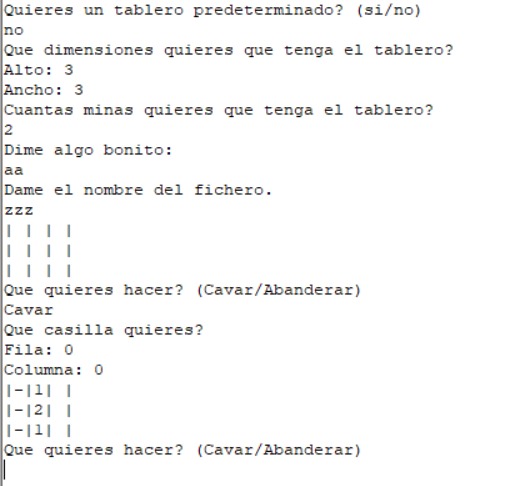 Quieres un tablero predeterminado? (si/no)
no
Que dimensiones quieres que tenga el tablero?
Alto: 3
Ancho: 3
Cuantas minas quieres que tenga el tablero?
2
Dime algo bonito:
aa
Dame el nombre del fichero.
zzz
| | | |
| | | |
| | | |
Que quieres hacer? (Cavar/Abanderar)
Cavar
Que casilla quieres?
Fila: 0
Columna: 0
|-|1| |
|-|2| |
|-|1| |
Que quieres hacer? (Cavar/Abanderar)